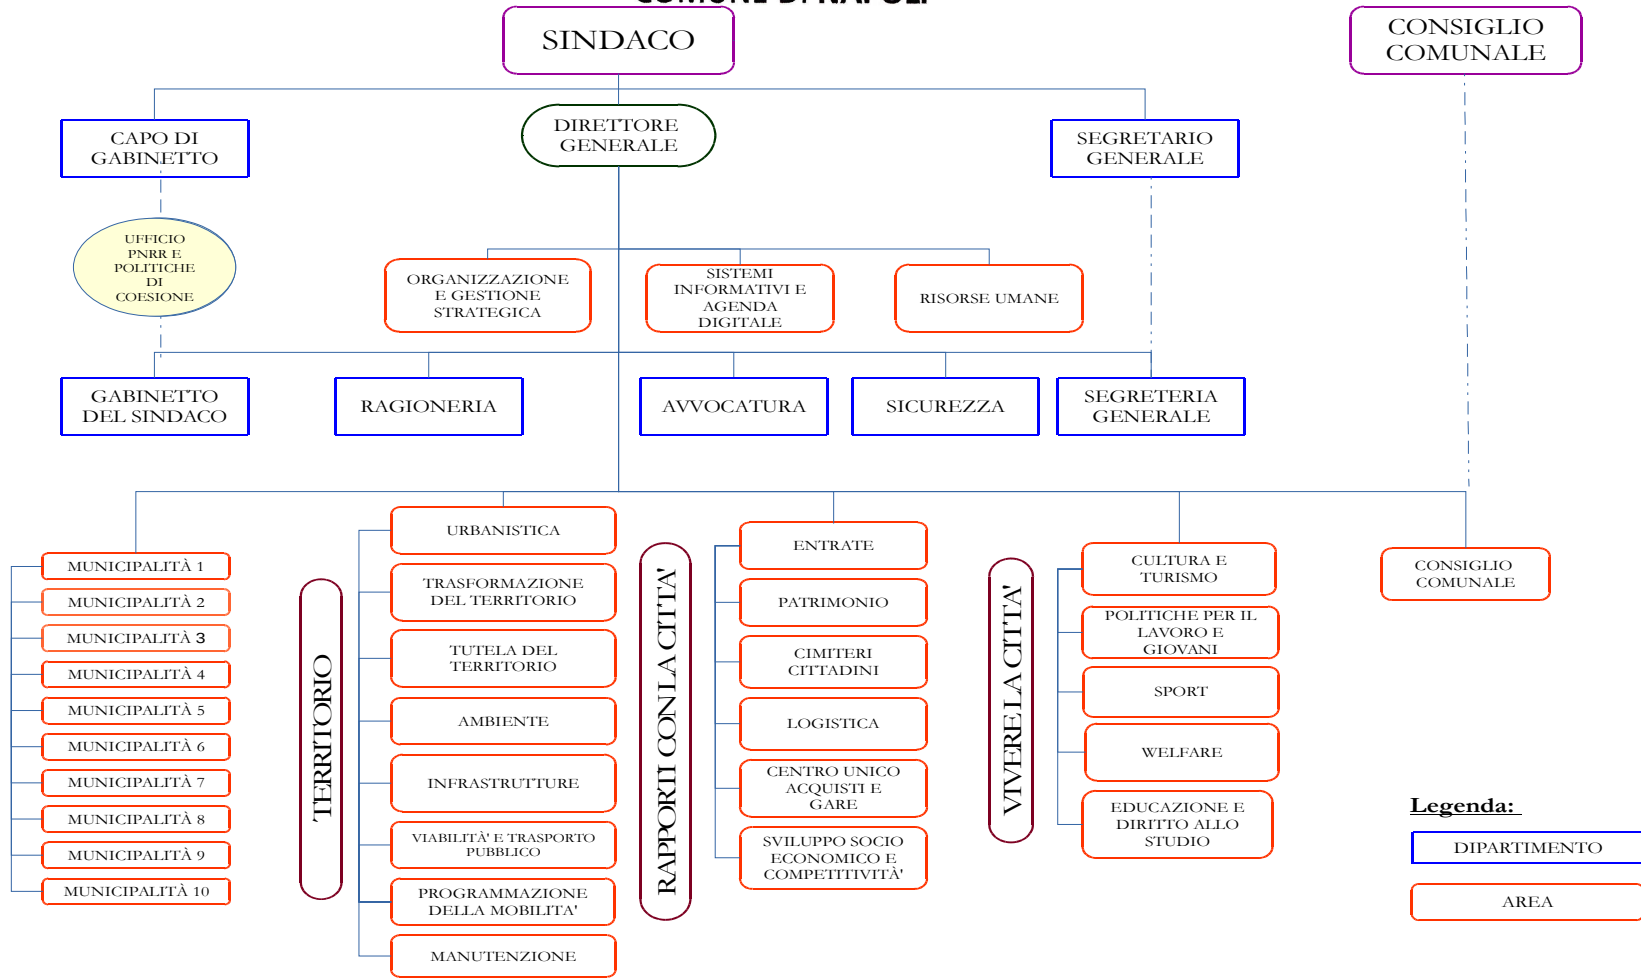 COMUNE DI NAPOLI
SINDACO
CONSIGLIO
COMUNALE
CAPO DI
GABINETTO
DIRETTORE
GENERALE
SEGRETARIO
GENERALE
UFFICIO
PNRR E
POLITICHE
DI
COESIONE
ORGANIZZAZIONE
E GESTIONE
STRATEGICA
SISTEMI
INFORMATIVI E
AGENDA
DIGITALE
RISORSE UMANE
GABINETTO
DEL SINDACO
RAGIONERIA
AVVOCATURA
SICUREZZA
SEGRETERIA
GENERALE
MUNICIPALITÀ 1
MUNICIPALITÀ 2
MUNICIPALITÀ 3
MUNICIPALITÀ 4
MUNICIPALITÀ 5
MUNICIPALITÀ 6
MUNICIPALITÀ 7
MUNICIPALITÀ 8
MUNICIPALITÀ 9
MUNICIPALITÀ 10
TERRITORIO
URBANISTICA
TRASFORMAZIONE
DEL TERRITORIO
TUTELA DEL
TERRITORIO
AMBIENTE
INFRASTRUTTURE
VIABILITÀ' E TRASPORTO
PUBBLICO
PROGRAMMAZIONE
DELLA MOBILITA'
MANUTENZIONE
RAPPORTI CON LA CITTA'
ENTRATE
PATRIMONIO
CIMITERI
CITTADINI
LOGISTICA
CENTRO UNICO
ACQUISTI E
GARE
SVILUPPO SOCIO
ECONOMICO E
COMPETITIVITÀ'
VIVERE LA CITTA'
CULTURA E
TURISMO
POLITICHE PER IL
LAVORO E
GIOVANI
SPORT
WELFARE
EDUCAZIONE E
DIRITTO ALLO
STUDIO
CONSIGLIO
COMUNALE
Legenda:
DIPARTIMENTO
AREA